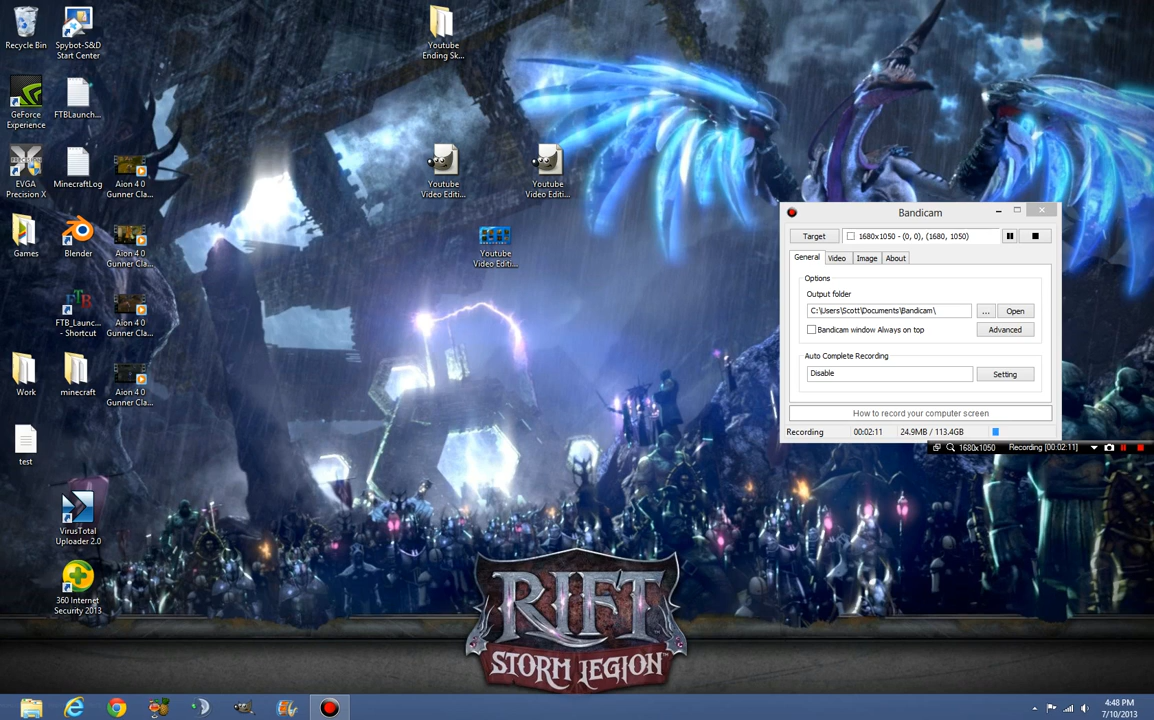 Recycle Bin
Spybot-S&D
Start Center
Youtube
Ending Sk...
GeForce
Experience
FTBLaunch...
EVGA
Precision X
MinecraftLog
Aion 4 0
Gunner Cla...
Youtube
Video Editi...
Youtube
Video Editi...
Games
Blender
Aion 4 0
Gunner Cla...
Youtube
Video Editi...
FTB
FTB_Launc...
- Shortcut
Aion 4 0
Gunner Cla...
Work
minecraft
Aion 4 0
Gunner Cla...
test
VirusTotal
Uploader 2.0
360 Internet
Security 2013
Bandicam
Target
1680x1050 - (0, 0), (1680, 1050)
General Video Image About
Options
Output folder
C:\Users\Scott\Documents\Bandicam\ ... Open
Bandicam window Always on top Advanced
Auto Complete Recording
Disable Setting
How to record your computer screen
Recording 00:02:11 24.9MB / 113.4GB
1680x1050 Recording [00:02:11]
RIFT
STORM LEGION™
4:48 PM
7/10/2013